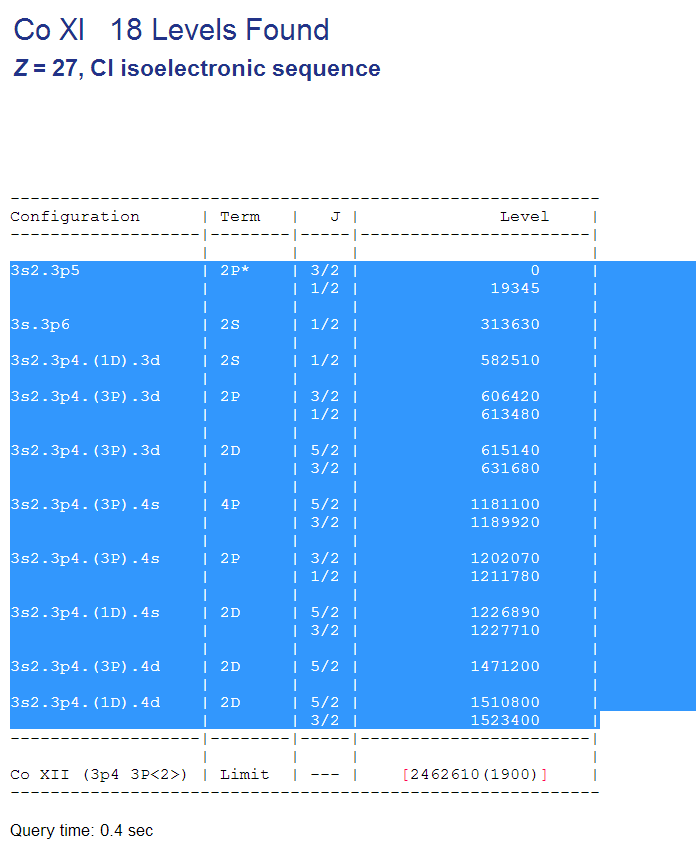 Co XI   18 Levels Found
Z = 27, Cl isoelectronic sequence
------------------------------------------------------------
Configuration | Term | J | Level |
-------------------|--------|-----|-----------------------|
| | | |
3s2.3p5 | 2P* | 3/2 | 0 |
| | 1/2 | 19345 |
| | | |
3s.3p6 | 2S | 1/2 | 313630 |
| | | |
3s2.3p4.(1D).3d | 2S | 1/2 | 582510 |
| | | |
3s2.3p4.(3P).3d | 2P | 3/2 | 606420 |
| | 1/2 | 613480 |
| | | |
3s2.3p4.(3P).3d | 2D | 5/2 | 615140 |
| | 3/2 | 631680 |
| | | |
3s2.3p4.(3P).4s | 4P | 5/2 | 1181100 |
| | 3/2 | 1189920 |
| | | |
3s2.3p4.(3P).4s | 2P | 3/2 | 1202070 |
| | 1/2 | 1211780 |
| | | |
3s2.3p4.(1D).4s | 2D | 5/2 | 1226890 |
| | 3/2 | 1227710 |
| | | |
3s2.3p4.(3P).4d | 2D | 5/2 | 1471200 |
| | | |
3s2.3p4.(1D).4d | 2D | 5/2 | 1510800 |
| | 3/2 | 1523400 |
-------------------|--------|-----|-----------------------|
| | | |
Co XII (3p4 3P<2>) | Limit | --- | [2462610(1900)] |
------------------------------------------------------------
Query time: 0.4 sec